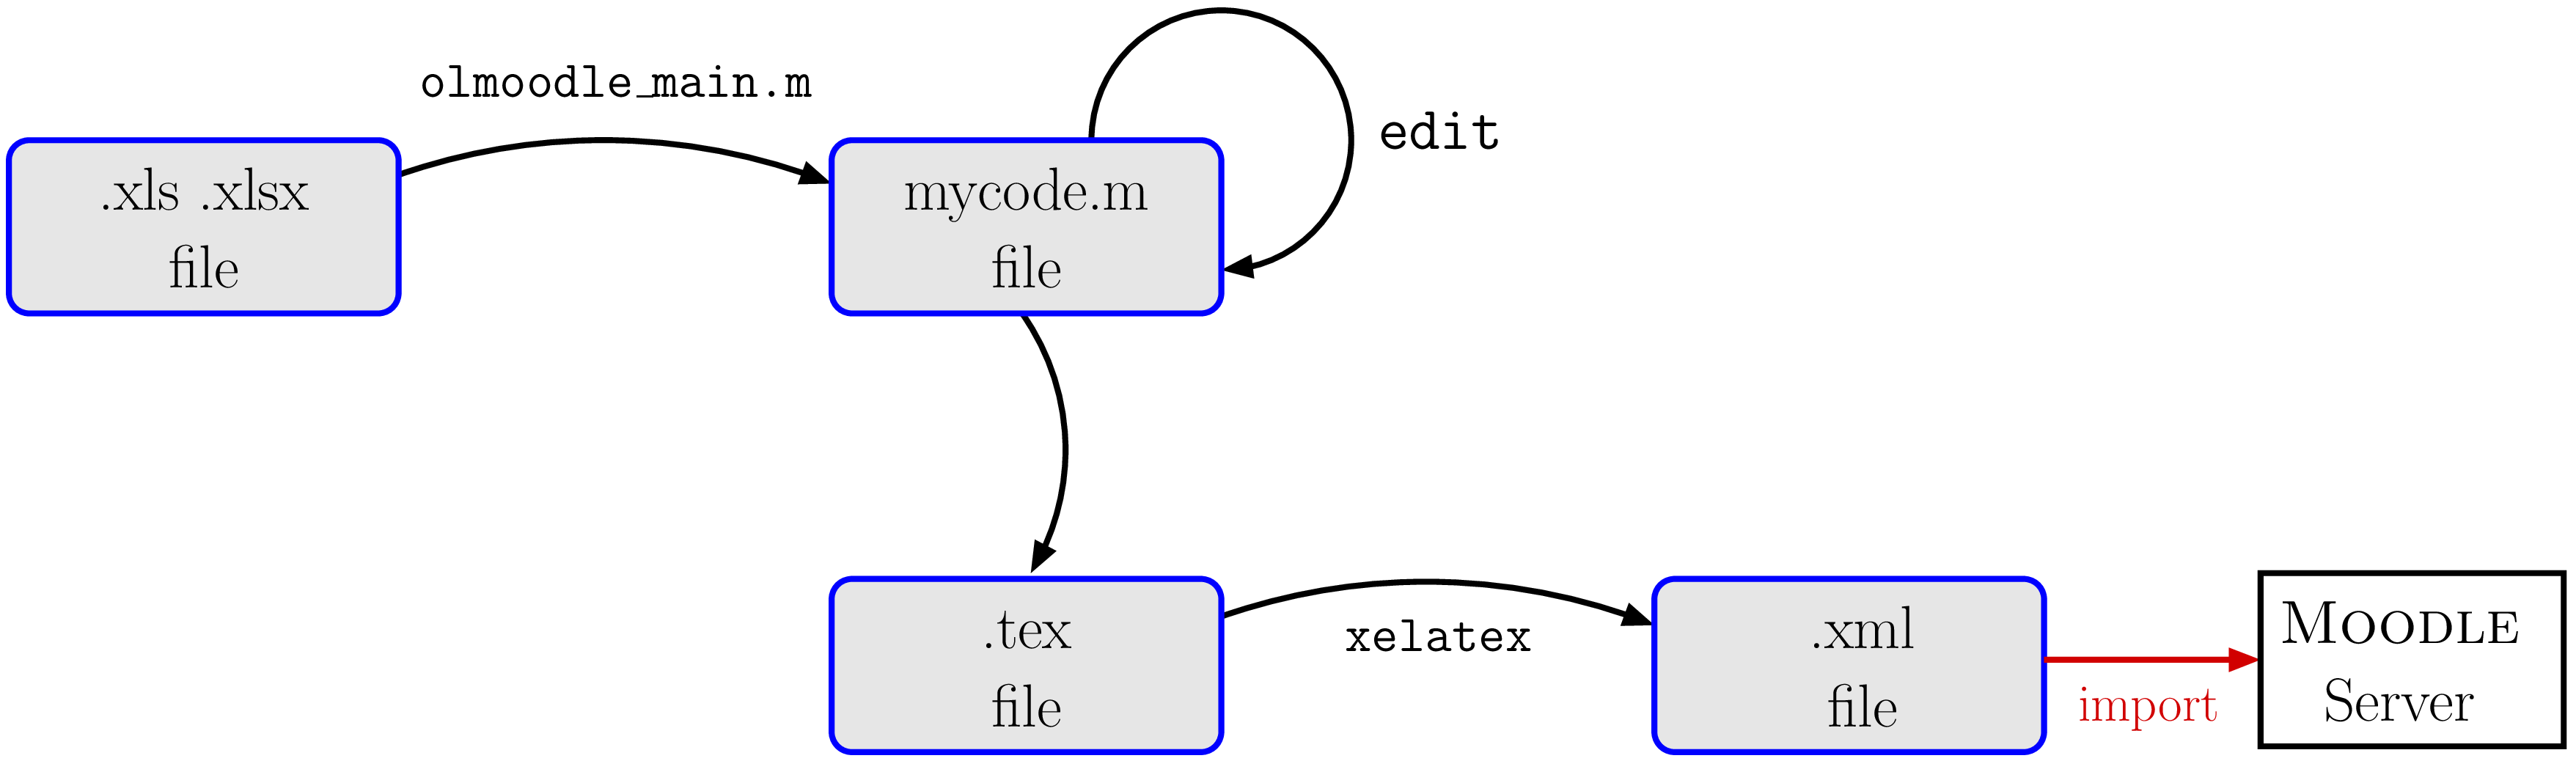 olmoodle_main.m
edit
.xls .xlsx
file
mycode.m
file
.tex
file
xelatex
.xml
file
import
MOODLE
Server